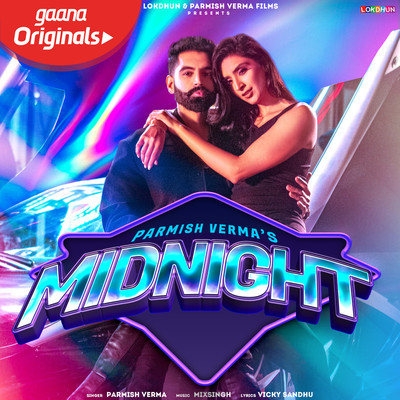 gaana
Originals
LOKDHUN & PARMISH VERMA FILMS
PRESENTS
LOKDHUN
PARMISH VERMA'S
MIDNIGHT
SINGER PARMISH VERMA MUSIC MIXSINGH LYRICS VICKY SANDHU